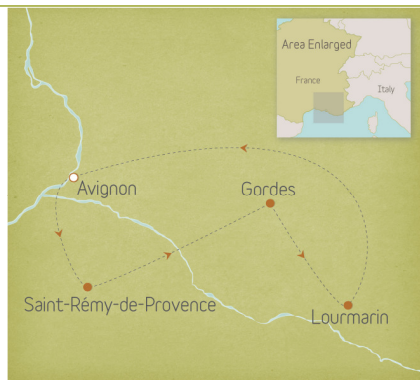 Area Enlarged
France
Italy
Avignon
Gordes
Saint-Rémy-de-Provence
Lourmarin